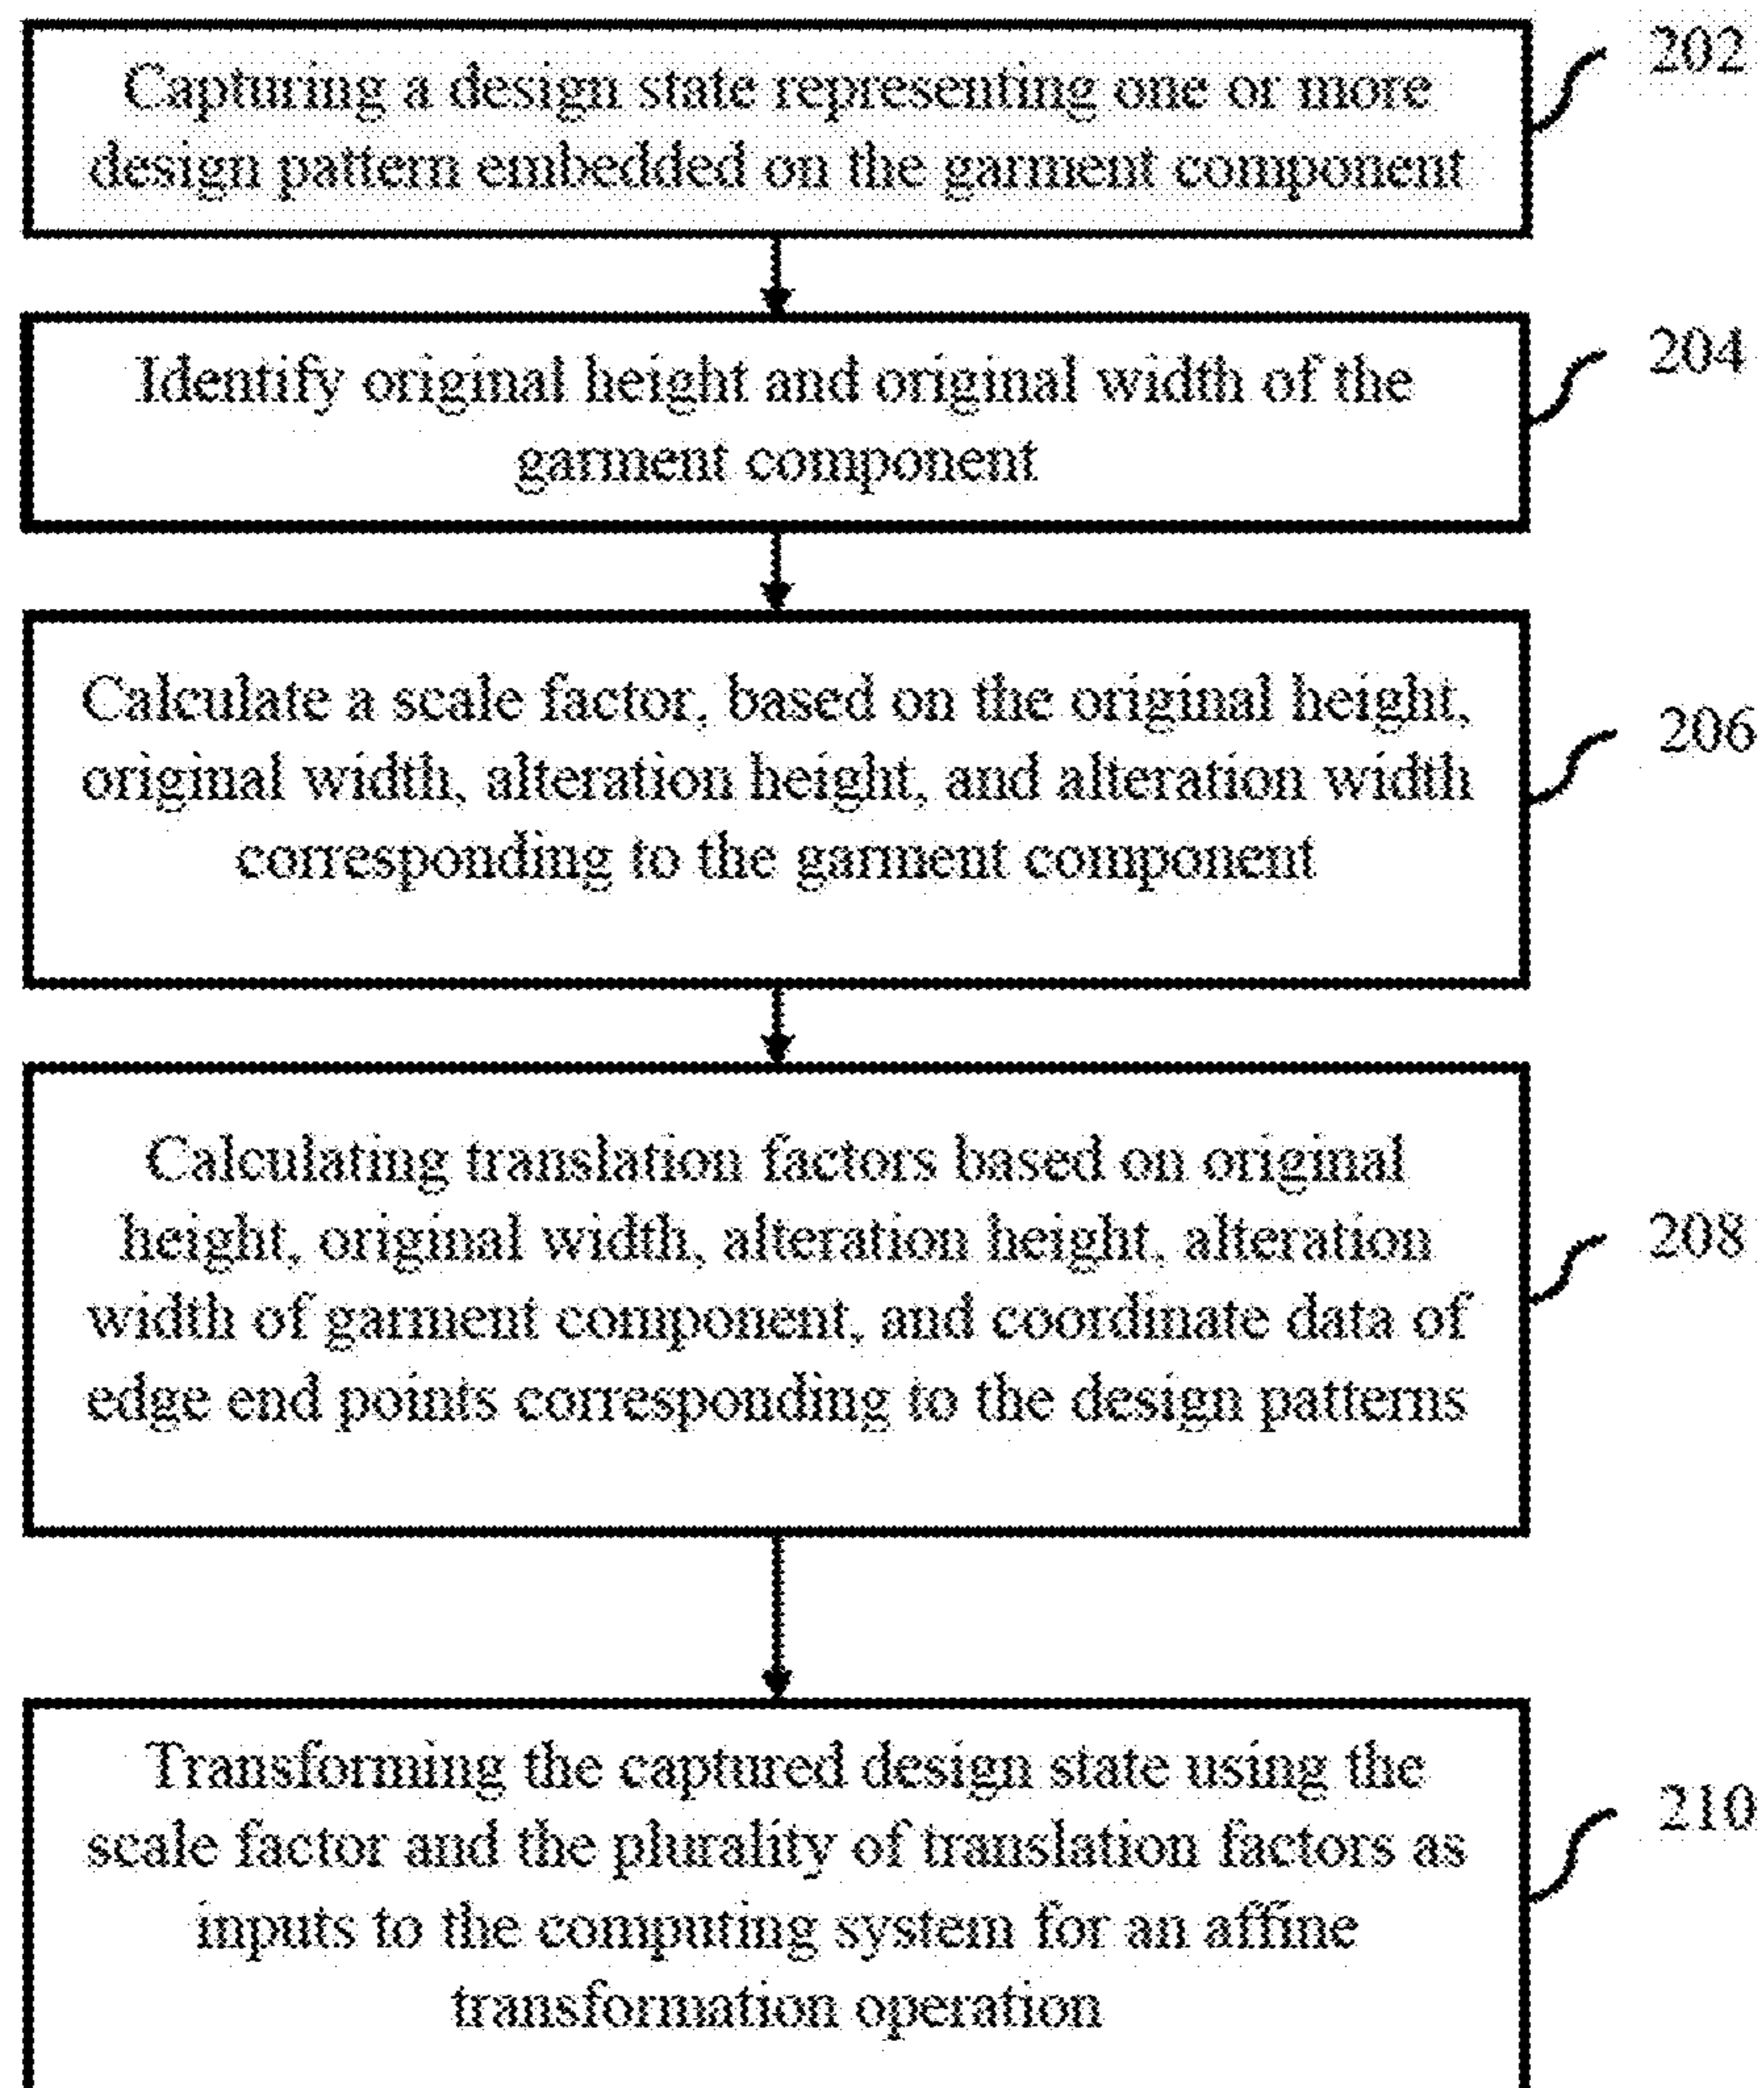 Capturing a design state representing one or more
design pattern embedded on the garment component
202
Identify original height and original width of the
garment component
204
Calculate a scale factor, based on the original height,
original width, alteration height, and alteration width
corresponding to the garment component
206
Calculating translation factors based on original
height, original width, alteration height, alteration
width of garment component, and coordinate data of
edge end points corresponding to the design patterns
208
Transforming the captured design state using the
scale factor and the plurality of translation factors as
inputs to the computing system for an affine
transformation operation
210